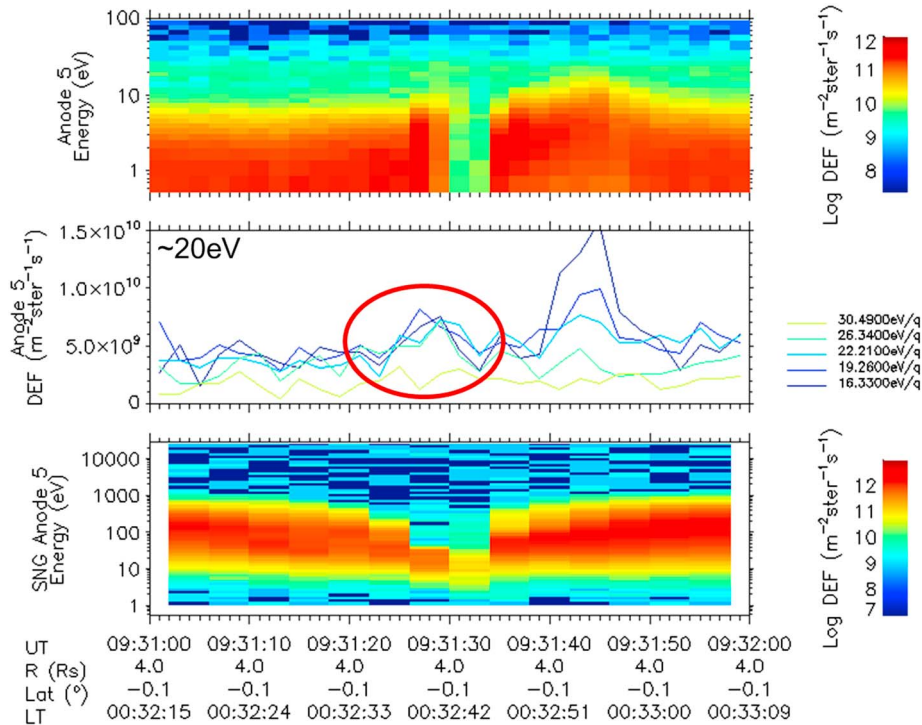 Anode 5
Energy (eV)
100
10
1
12
11
10
9
8
Log DEF (m⁻²ster⁻¹s⁻¹)
~20eV
Anode 5
DEF (m⁻²ster⁻¹s⁻¹)
1.5×10¹⁰
1.0×10¹⁰
5.0×10⁹
0
30.4900eV/q
26.3400eV/q
22.2100eV/q
19.2600eV/q
16.3300eV/q
SNG Anode 5
Energy (eV)
10000
1000
100
10
1
12
11
10
9
8
7
Log DEF (m⁻²ster⁻¹s⁻¹)
UT 09:31:00 09:31:10 09:31:20 09:31:30 09:31:40 09:31:50 09:32:00
R (Rs) 4.0 4.0 4.0 4.0 4.0 4.0 4.0
Lat (°) −0.1 −0.1 −0.1 −0.1 −0.1 −0.1 −0.1
LT 00:32:15 00:32:24 00:32:33 00:32:42 00:32:51 00:33:00 00:33:09